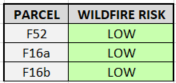 PARCEL WILDFIRE RISK
F52 LOW
F16a LOW
F16b LOW